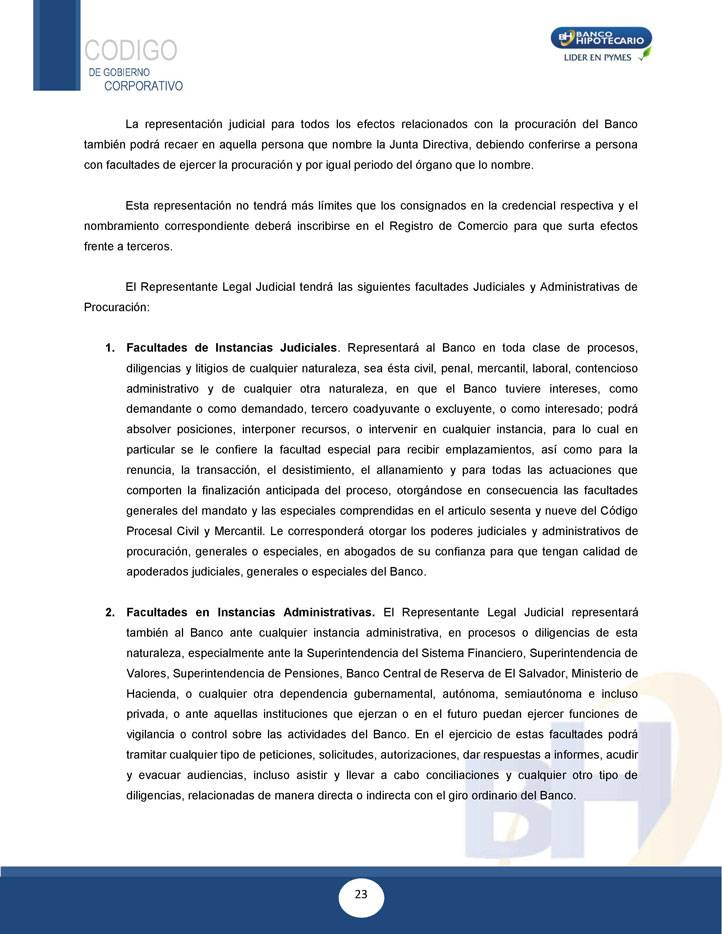 CODIGO
DE GOBIERNO
CORPORATIVO
BH BANCO
HIPOTECARIO
LIDER EN PYMES
La representación judicial para todos los efectos relacionados con la procuración del Banco
también podrá recaer en aquella persona que nombre la Junta Directiva, debiendo conferirse a persona
con facultades de ejercer la procuración y por igual periodo del órgano que lo nombre.
Esta representación no tendrá más límites que los consignados en la credencial respectiva y el
nombramiento correspondiente deberá inscribirse en el Registro de Comercio para que surta efectos
frente a terceros.
El Representante Legal Judicial tendrá las siguientes facultades Judiciales y Administrativas de
Procuración:
1. Facultades de Instancias Judiciales. Representará al Banco en toda clase de procesos,
diligencias y litigios de cualquier naturaleza, sea ésta civil, penal, mercantil, laboral, contencioso
administrativo y de cualquier otra naturaleza, en que el Banco tuviere intereses, como
demandante o como demandado, tercero coadyuvante o excluyente, o como interesado; podrá
absolver posiciones, interponer recursos, o intervenir en cualquier instancia, para lo cual en
particular se le confiere la facultad especial para recibir emplazamientos, así como para la
renuncia, la transacción, el desistimiento, el allanamiento y para todas las actuaciones que
comporten la finalización anticipada del proceso, otorgándose en consecuencia las facultades
generales del mandato y las especiales comprendidas en el articulo sesenta y nueve del Código
Procesal Civil y Mercantil. Le corresponderá otorgar los poderes judiciales y administrativos de
procuración, generales o especiales, en abogados de su confianza para que tengan calidad de
apoderados judiciales, generales o especiales del Banco.
2. Facultades en Instancias Administrativas. El Representante Legal Judicial representará
también al Banco ante cualquier instancia administrativa, en procesos o diligencias de esta
naturaleza, especialmente ante la Superintendencia del Sistema Financiero, Superintendencia de
Valores, Superintendencia de Pensiones, Banco Central de Reserva de El Salvador, Ministerio de
Hacienda, o cualquier otra dependencia gubernamental, autónoma, semiautónoma e incluso
privada, o ante aquellas instituciones que ejerzan o en el futuro puedan ejercer funciones de
vigilancia o control sobre las actividades del Banco. En el ejercicio de estas facultades podrá
tramitar cualquier tipo de peticiones, solicitudes, autorizaciones, dar respuestas a informes, acudir
y evacuar audiencias, incluso asistir y llevar a cabo conciliaciones y cualquier otro tipo de
diligencias, relacionadas de manera directa o indirecta con el giro ordinario del Banco.
BH
23